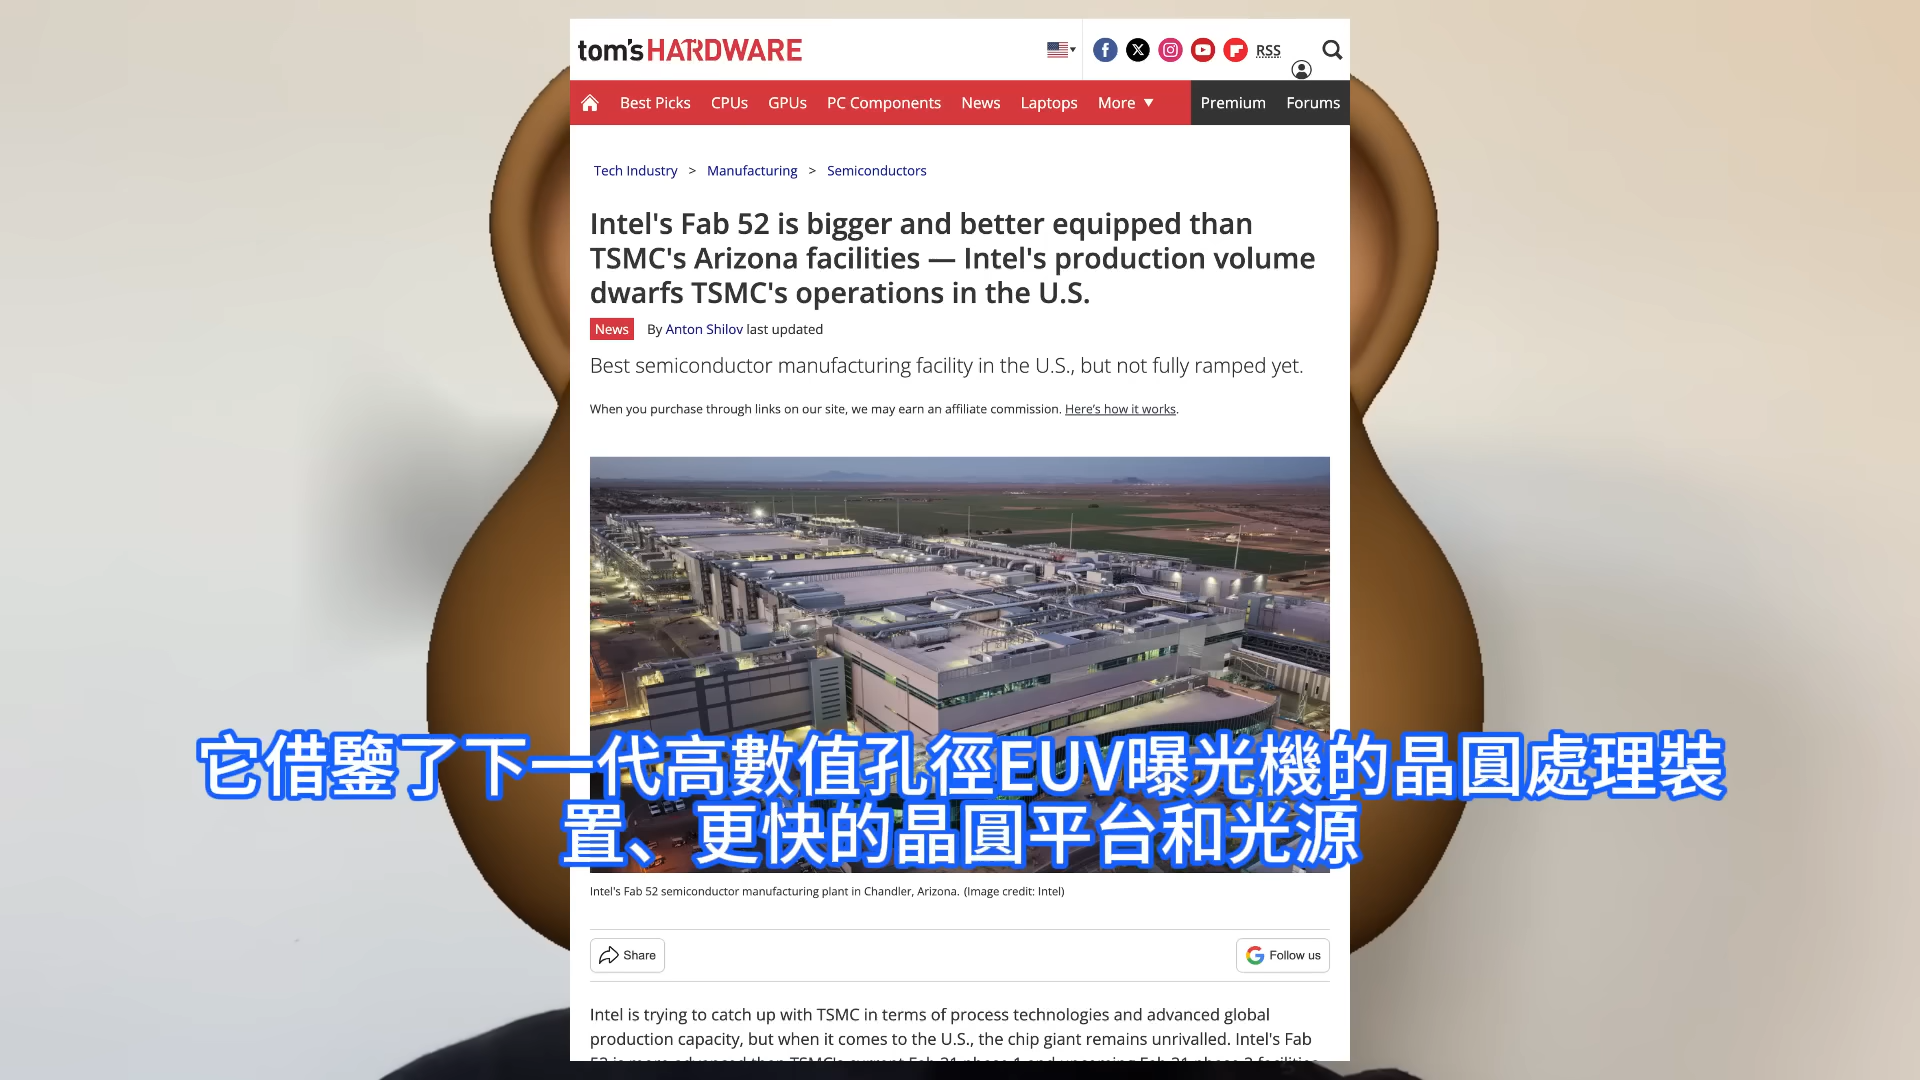 tom's HARDWARE
RSS
Best Picks CPUs GPUs PC Components News Laptops More Premium Forums
Tech Industry > Manufacturing > Semiconductors
Intel's Fab 52 is bigger and better equipped than
TSMC's Arizona facilities — Intel's production volume
dwarfs TSMC's operations in the U.S.
News By Anton Shilov last updated
Best semiconductor manufacturing facility in the U.S., but not fully ramped yet.
When you purchase through links on our site, we may earn an affiliate commission. Here's how it works.
它借鑒了下一代高數值孔徑EUV曝光機的晶圓處理裝
置、更快的晶圓平台和光源
Intel's Fab 52 semiconductor manufacturing plant in Chandler, Arizona. (Image credit: Intel)
Share
Follow us
Intel is trying to catch up with TSMC in terms of process technologies and advanced global
production capacity, but when it comes to the U.S., the chip giant remains unrivalled. Intel's Fab